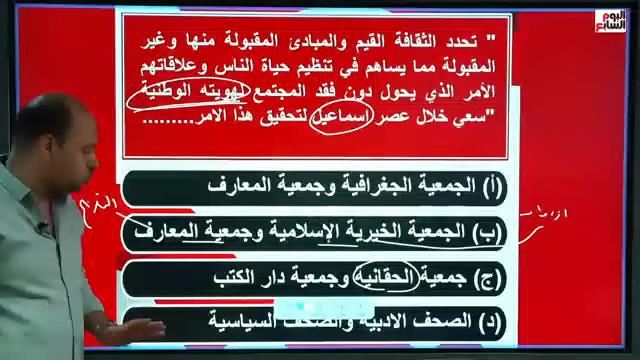 اليوم السابع
" تحدد الثقافة القيم والمبادئ المقبولة منها وغير
المقبولة مما يساهم في تنظيم حياة الناس وعلاقاتهم
الأمر الذي يحول دون فقد المجتمع لهويته الوطنية
"سعي خلال عصر اسماعيل لتحقيق هذا الامر.........
(أ) الجمعية الجغرافية وجمعية المعارف
(ب) الجمعية الخيرية الإسلامية وجمعية المعارف
(ج) جمعية الحقانية وجمعية دار الكتب
(د) الصحف الادبية والصحف السياسية